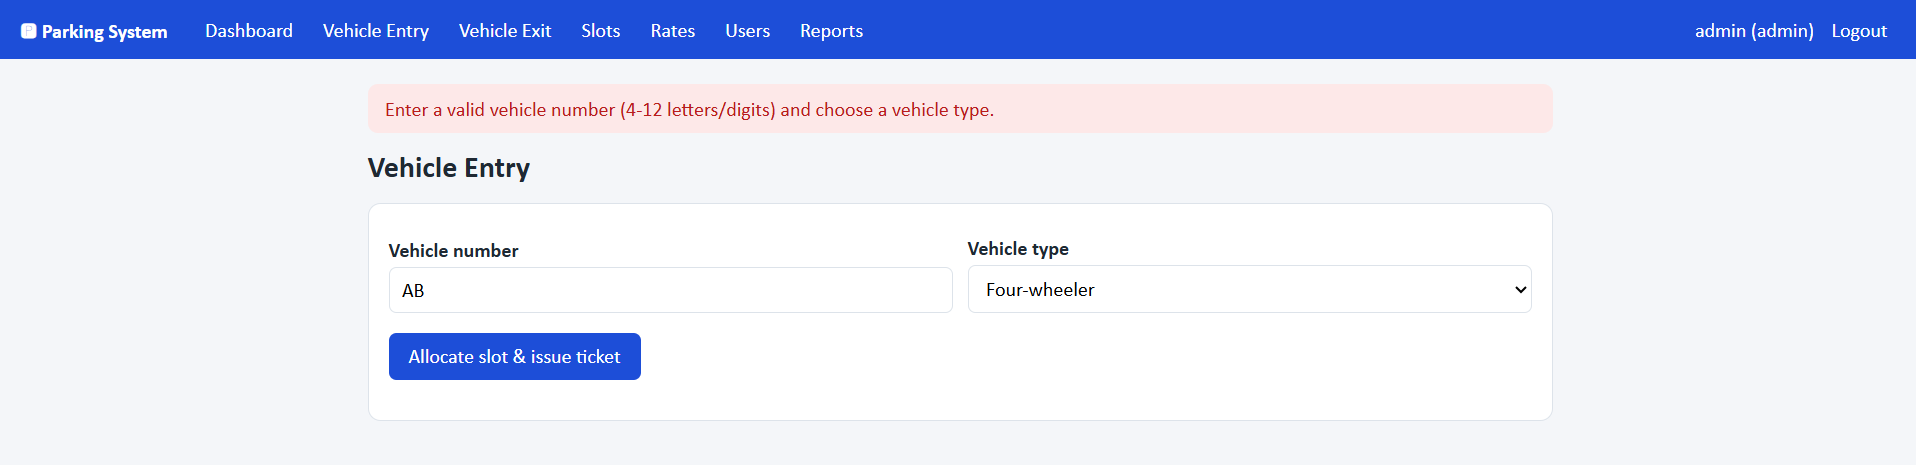 🅿 Parking System Dashboard Vehicle Entry Vehicle Exit Slots Rates Users Reports admin (admin) Logout
Enter a valid vehicle number (4-12 letters/digits) and choose a vehicle type.
Vehicle Entry
Vehicle number Vehicle type
AB Four-wheeler
Allocate slot & issue ticket